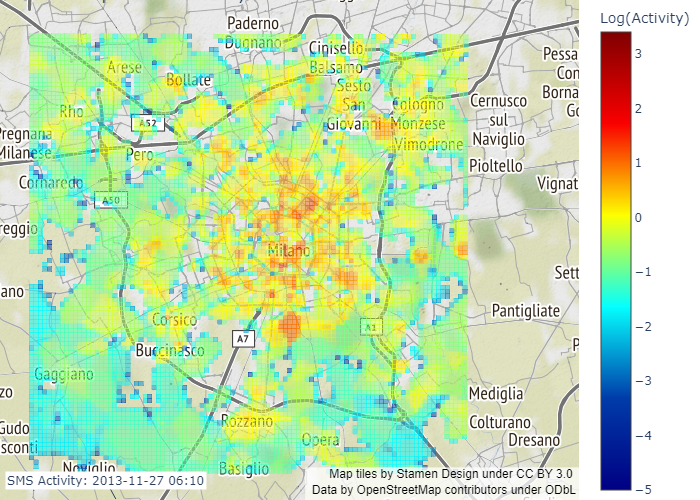 Log(Activity)
Paderno
Dugnano
Cinisello
Balsamo
Arese
Bollate
Sesto
San
Giovanni
Cologno
Monzese
Vimodrone
Rho
A52
Pero
Pregnana
Milanese
Cornaredo
A50
reggio
Cernusco
sul
Naviglio
Pioltello
Pessa
Con
Borna
Go
Vignat
Milano
Sett
ano
Pantigliate
Corsico
A1
A7
Buccinasco
P
Gaggiano
zo
Mediglia
Rozzano
Colturano
Dresano
Gudo
sconti
Opera
Noviglio
Basiglio
SMS Activity: 2013-11-27 06:10
Map tiles by Stamen Design under CC BY 3.0
Data by OpenStreetMap contributors under ODbL
3
2
1
0
−1
−2
−3
−4
−5